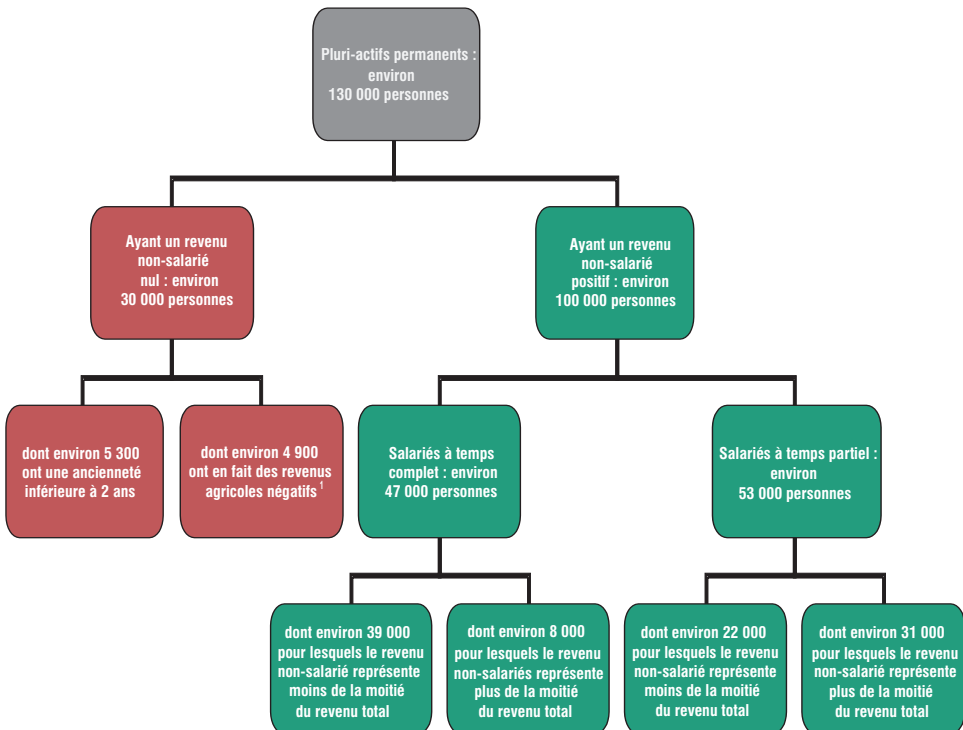 Pluri-actifs permanents :
environ
130 000 personnes
Ayant un revenu
non-salarié
nul : environ
30 000 personnes
Ayant un revenu
non-salarié
positif : environ
100 000 personnes
dont environ 5 300
ont une ancienneté
inférieure à 2 ans
dont environ 4 900
ont en fait des revenus
agricoles négatifs 1
Salariés à temps
complet : environ
47 000 personnes
Salariés à temps partiel :
environ
53 000 personnes
dont environ 39 000
pour lesquels le revenu
non-salarié représente
moins de la moitié
du revenu total
dont environ 8 000
pour lesquels le revenu
non-salariés représente
plus de la moitié
du revenu total
dont environ 22 000
pour lesquels le revenu
non-salarié représente
moins de la moitié
du revenu total
dont environ 31 000
pour lesquels le revenu
non-salarié représente
plus de la moitié
du revenu total